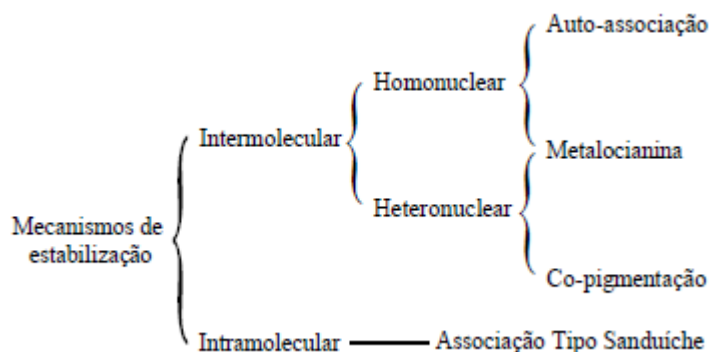 Auto-associação
Homonuclear
Intermolecular
Metalocianina
Heteronuclear
Mecanismos de
estabilização
Co-pigmentação
Intramolecular
Associação Tipo Sanduíche